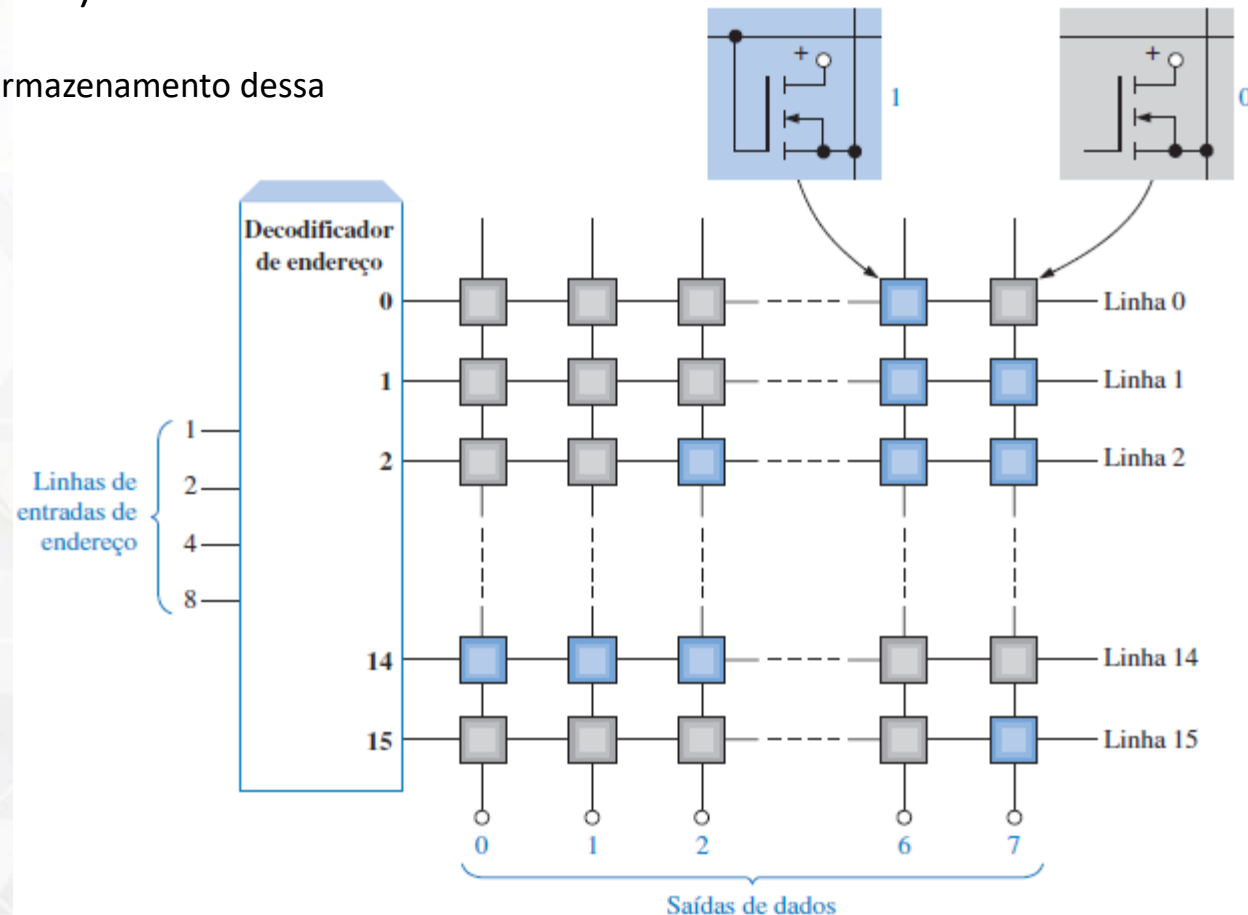 rmazenamento dessa
+
1
+
0
Decodificador
de endereço
0
Linha 0
1
Linha 1
2
Linha 2
Linhas de
entradas de
endereço
1
2
4
8
14
Linha 14
15
Linha 15
0
1
2
6
7
Saídas de dados